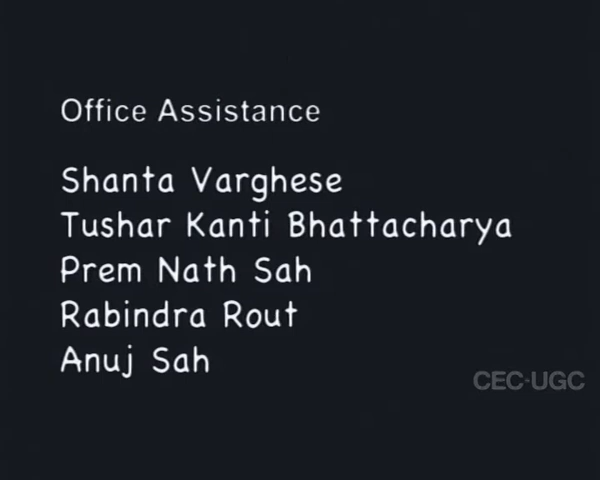 Office Assistance
Shanta Varghese
Tushar Kanti Bhattacharya
Prem Nath Sah
Rabindra Rout
Anuj Sah
CEC-UGC